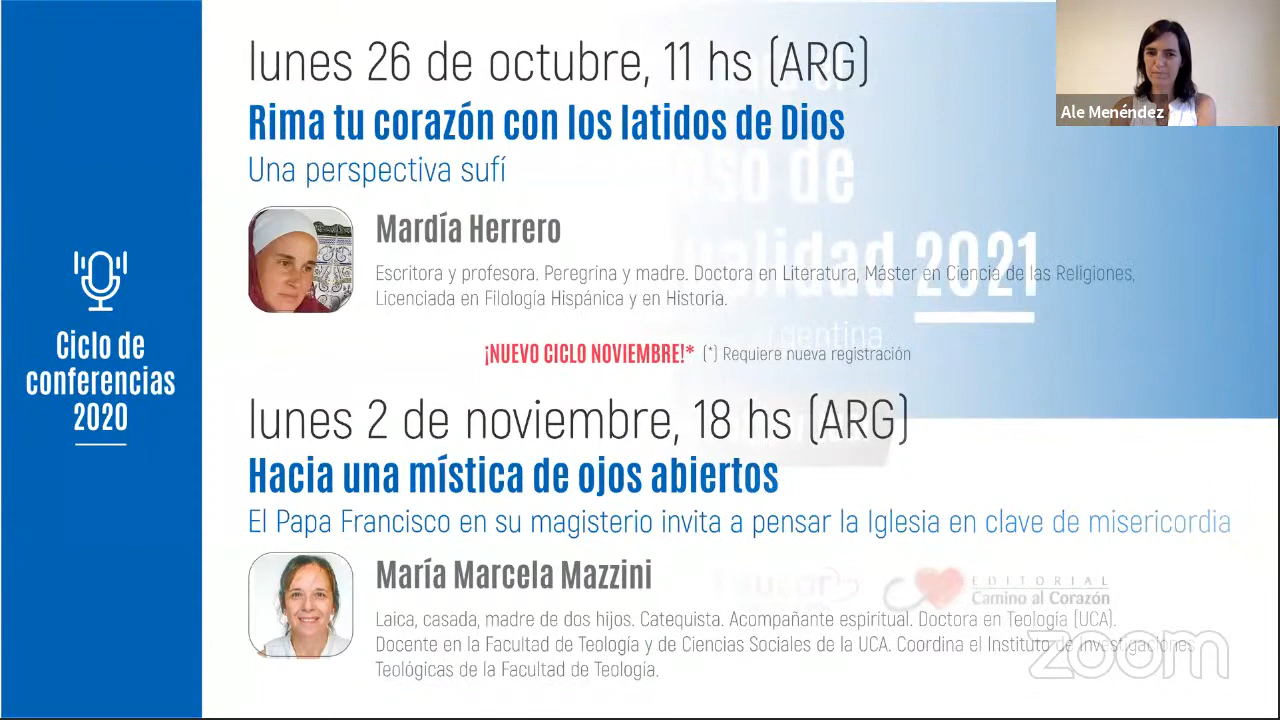 lunes 26 de octubre, 11 hs (ARG)
Rima tu corazón con los latidos de Dios
Una perspectiva sufí
Mardía Herrero
Escritora y profesora. Peregrina y madre. Doctora en Literatura, Máster en Ciencia de las Religiones,
Licenciada en Filología Hispánica y en Historia.
¡NUEVO CICLO NOVIEMBRE!* (*) Requiere nueva registración
lunes 2 de noviembre, 18 hs (ARG)
Hacia una mística de ojos abiertos
El Papa Francisco en su magisterio invita a pensar la Iglesia en clave de misericordia
María Marcela Mazzini
Laica, casada, madre de dos hijos. Catequista. Acompañante espiritual. Doctora en Teología (UCA).
Docente en la Facultad de Teología y de Ciencias Sociales de la UCA. Coordina el Instituto de Investigaciones
Teológicas de la Facultad de Teología.
Ciclo de
conferencias
2020
Ale Menéndez
de
2021
EDITORIAL
Camino al Corazón
zoom